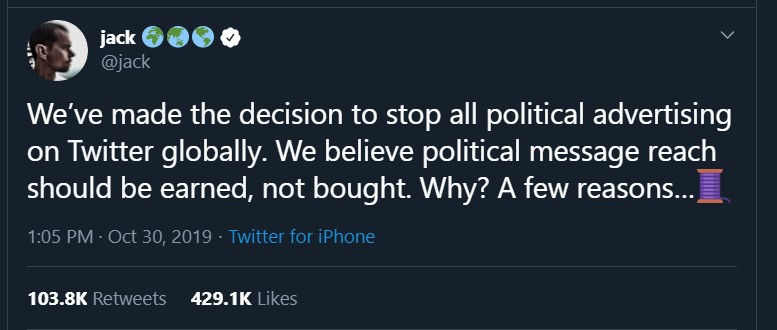 jack 🌍🌏🌎
@jack
We’ve made the decision to stop all political advertising
on Twitter globally. We believe political message reach
should be earned, not bought. Why? A few reasons…🧵
1:05 PM · Oct 30, 2019 · Twitter for iPhone
103.8K Retweets 429.1K Likes